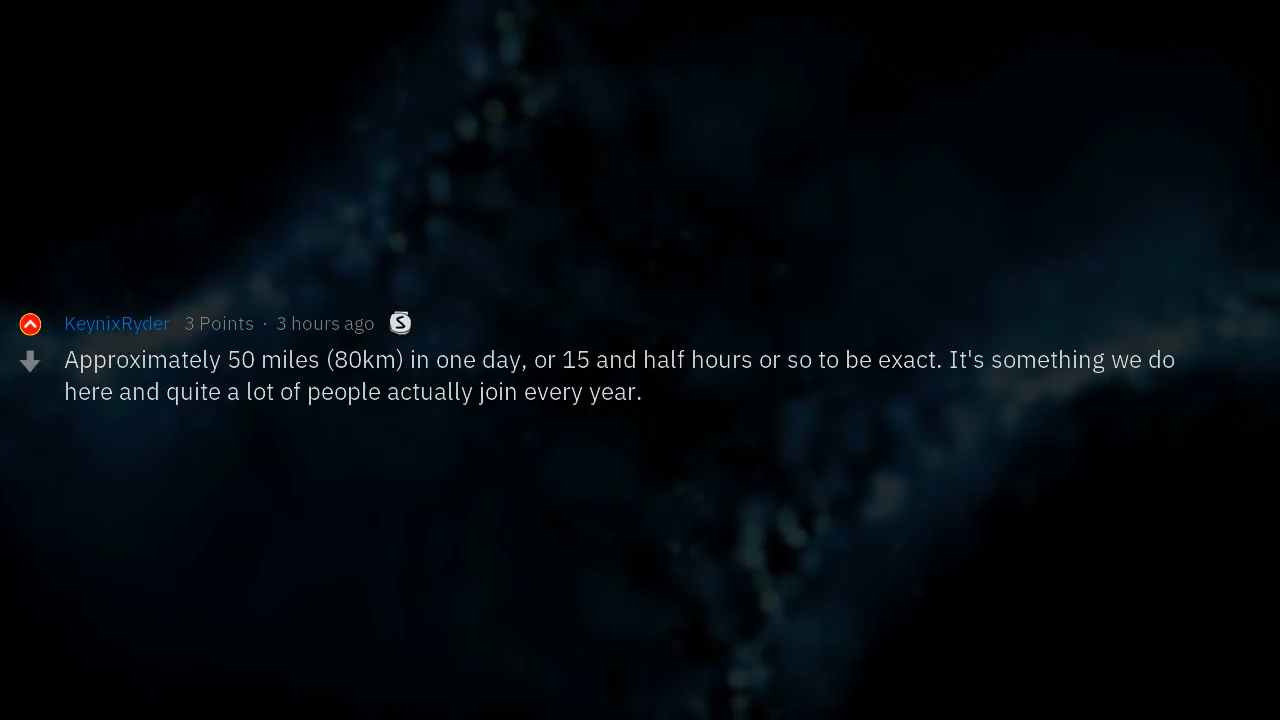 KeynixRyder 3 Points · 3 hours ago S
Approximately 50 miles (80km) in one day, or 15 and half hours or so to be exact. It's something we do
here and quite a lot of people actually join every year.